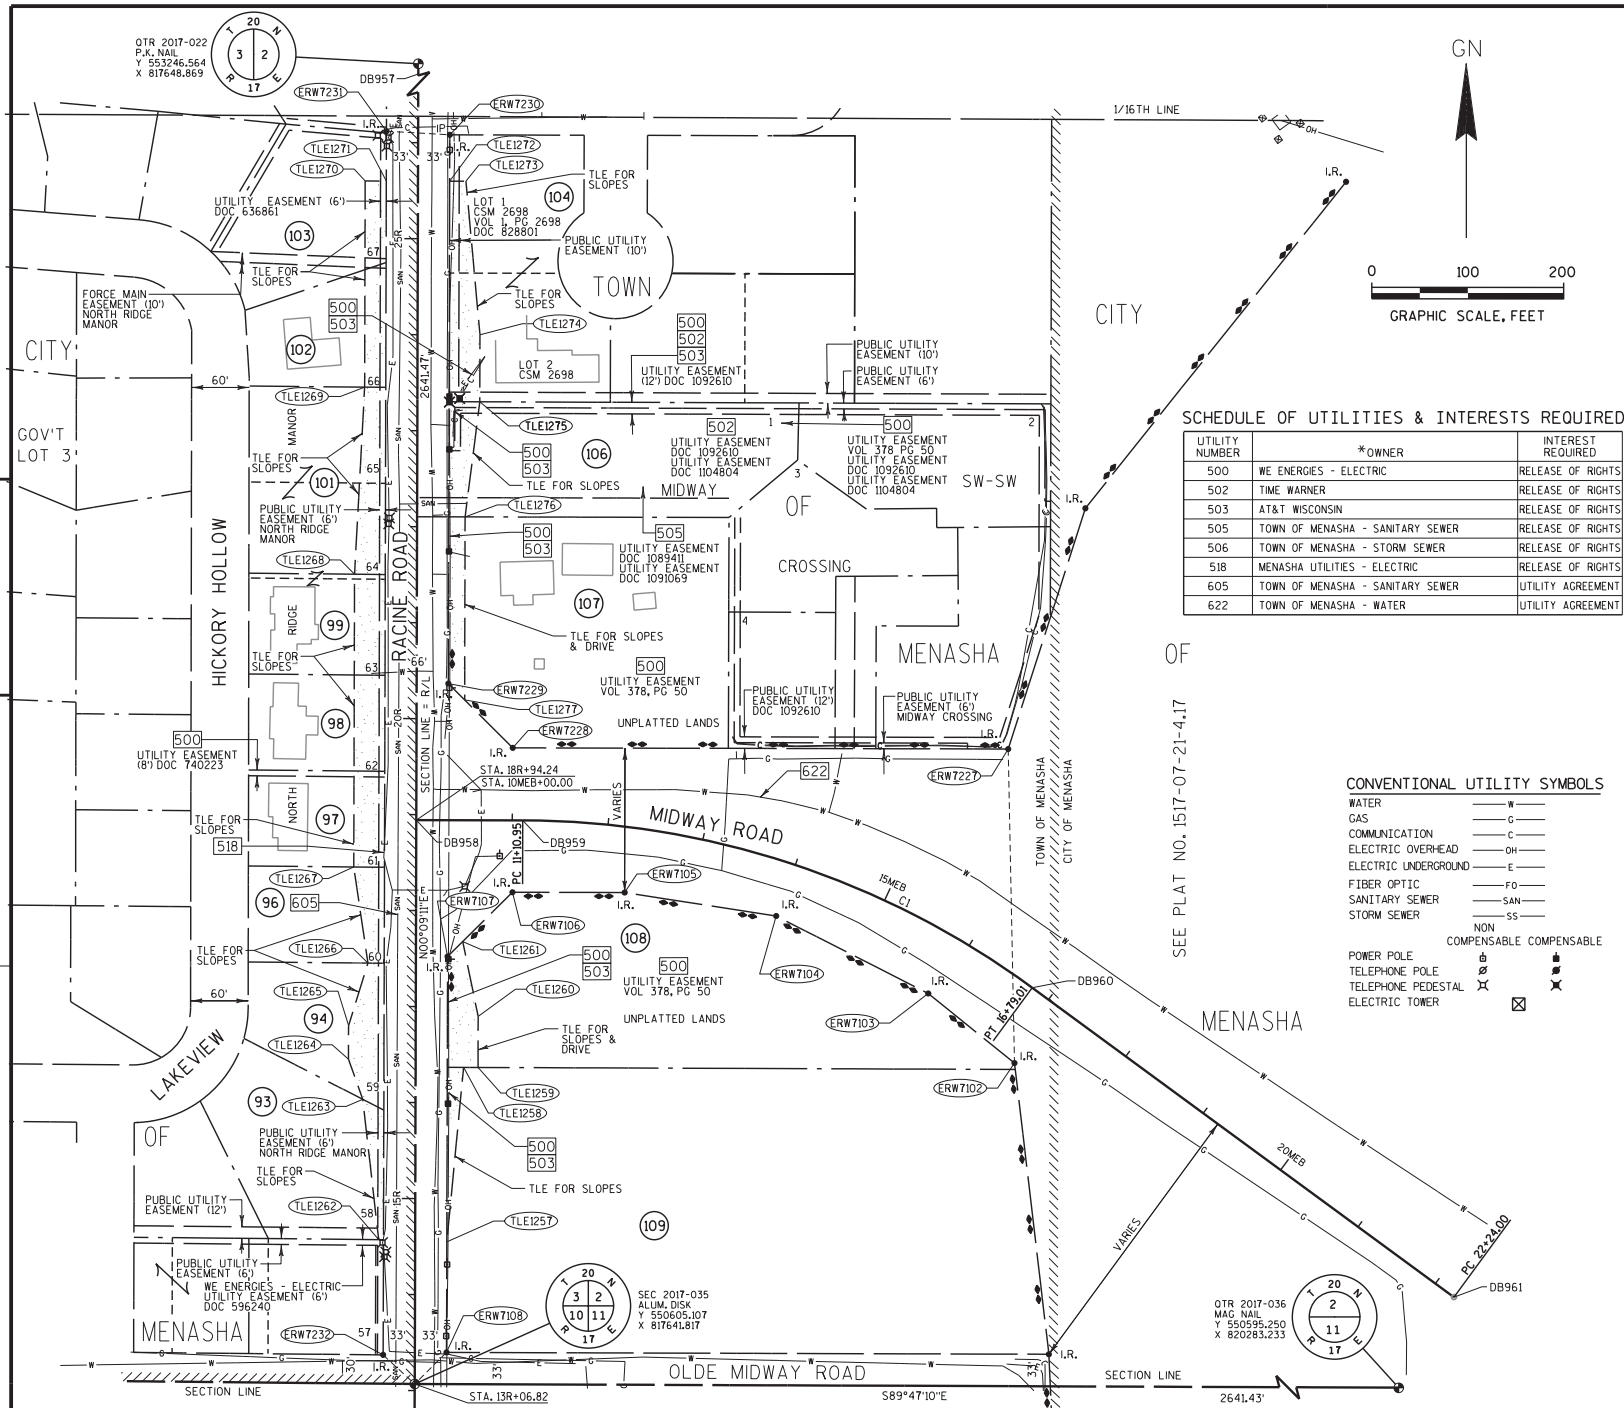 QTR 2017-022
P.K. NAIL
Y 553246.564
X 817648.869
T 20 N
3 2
R 17 E
DB957
ERW7231
ERW7230
I.R.
IP
33' 33'
I.R.
1/16TH LINE
GN
0 100 200
GRAPHIC SCALE, FEET
TLE1271
TLE1270
TLE1272
TLE1273
TLE FOR
SLOPES
104
UTILITY EASEMENT (6')
DOC 636861
103
LOT 1
CSM 2698
VOL 1, PG 2698
DOC 828801
PUBLIC UTILITY
EASEMENT (10')
25R
67
TLE FOR
SLOPES
TOWN
TLE FOR
SLOPES
FORCE MAIN
EASEMENT (10')
NORTH RIDGE
MANOR
500
503
TLE1274
500
502
503
CITY
CITY
102
LOT 2
CSM 2698
UTILITY EASEMENT
(12') DOC 1092610
PUBLIC UTILITY
EASEMENT (10')
PUBLIC UTILITY
EASEMENT (6')
2641.47'
60'
66
TLE1269
MANOR
GOV'T
LOT 3
TLE1275
502
UTILITY EASEMENT
DOC 1092610
UTILITY EASEMENT
DOC 1104804
1
500
UTILITY EASEMENT
VOL 378 PG 50
UTILITY EASEMENT
DOC 1092610
UTILITY EASEMENT
DOC 1104804
2
3
106
500
503
TLE FOR
SLOPES
65
101
TLE FOR SLOPES
SW-SW
MIDWAY
OF
I.R.
SCHEDULE OF UTILITIES & INTERESTS REQUIRED
UTILITY NUMBER *OWNER INTEREST REQUIRED
500 WE ENERGIES - ELECTRIC RELEASE OF RIGHTS
502 TIME WARNER RELEASE OF RIGHTS
503 AT&T WISCONSIN RELEASE OF RIGHTS
505 TOWN OF MENASHA - SANITARY SEWER RELEASE OF RIGHTS
506 TOWN OF MENASHA - STORM SEWER RELEASE OF RIGHTS
518 MENASHA UTILITIES - ELECTRIC RELEASE OF RIGHTS
605 TOWN OF MENASHA - SANITARY SEWER UTILITY AGREEMENT
622 TOWN OF MENASHA - WATER UTILITY AGREEMENT
PUBLIC UTILITY
EASEMENT (6')
NORTH RIDGE
MANOR
TLE1276
500
503
505
UTILITY EASEMENT
DOC 1089411
UTILITY EASEMENT
DOC 1091069
CROSSING
TLE1268
64
HICKORY HOLLOW
RACINE ROAD
RIDGE
99
107
4
TLE FOR SLOPES
& DRIVE
TLE FOR
SLOPES
63
66'
MENASHA
OF
500
UTILITY EASEMENT
VOL 378, PG 50
I.R.
ERW7229
TLE1277
ERW7228
I.R.
UNPLATTED LANDS
PUBLIC UTILITY
EASEMENT (12')
DOC 1092610
PUBLIC UTILITY
EASEMENT (6')
MIDWAY CROSSING
I.R.
SECTION LINE = R/L
20R
98
500
UTILITY EASEMENT
(8') DOC 740223
62
STA. 18R+94.24
STA. 10MEB+00.00
622
ERW7227
VARIES
MIDWAY ROAD
NORTH
97
TLE FOR
SLOPES
518
DB958
PC 11+10.95
DB959
61
TLE1267
TOWN OF MENASHA
CITY OF MENASHA
SEE PLAT NO. 1517-07-21-4.17
CONVENTIONAL UTILITY SYMBOLS
WATER W
GAS G
COMMUNICATION C
ELECTRIC OVERHEAD OH
ELECTRIC UNDERGROUND E
FIBER OPTIC FO
SANITARY SEWER SAN
STORM SEWER SS
NON
COMPENSABLE COMPENSABLE
POWER POLE
TELEPHONE POLE
TELEPHONE PEDESTAL
ELECTRIC TOWER
96
605
N00°09'11"E
I.R.
ERW7107
ERW7105
ERW7106
I.R.
I.R.
15MEB
C1
TLE FOR
SLOPES
TLE1266
60
I.R.
TLE1261
108
500
503
500
UTILITY EASEMENT
VOL 378, PG 50
ERW7104
I.R.
DB960
PT 16+79.01
60'
TLE1265
94
TLE1264
TLE1260
UNPLATTED LANDS
TLE FOR
SLOPES &
DRIVE
ERW7103
I.R.
MENASHA
LAKEVIEW
59
93
TLE1263
TLE1259
TLE1258
ERW7102
OF
PUBLIC UTILITY
EASEMENT (6')
NORTH RIDGE MANOR
500
503
TLE FOR
SLOPES
TLE FOR SLOPES
20MEB
PUBLIC UTILITY
EASEMENT (12')
TLE1262
58
15R
TLE1257
109
VARIES
PC 22+24.00
DB961
PUBLIC UTILITY
EASEMENT (6')
WE ENERGIES - ELECTRIC
UTILITY EASEMENT (6')
DOC 596240
MENASHA
ERW7232
57
33' 33'
ERW7108
I.R.
T 20 N
3 2
10 11
R 17 E
SEC 2017-035
ALUM. DISK
Y 550605.107
X 817641.817
QTR 2017-036
MAG NAIL
Y 550595.250
X 820283.233
T 20 N
2
11
R 17 E
30'
I.R.
33'
OLDE MIDWAY ROAD
33'
I.R.
SECTION LINE
STA. 13R+06.82
S89°47'10"E
SECTION LINE
2641.43'